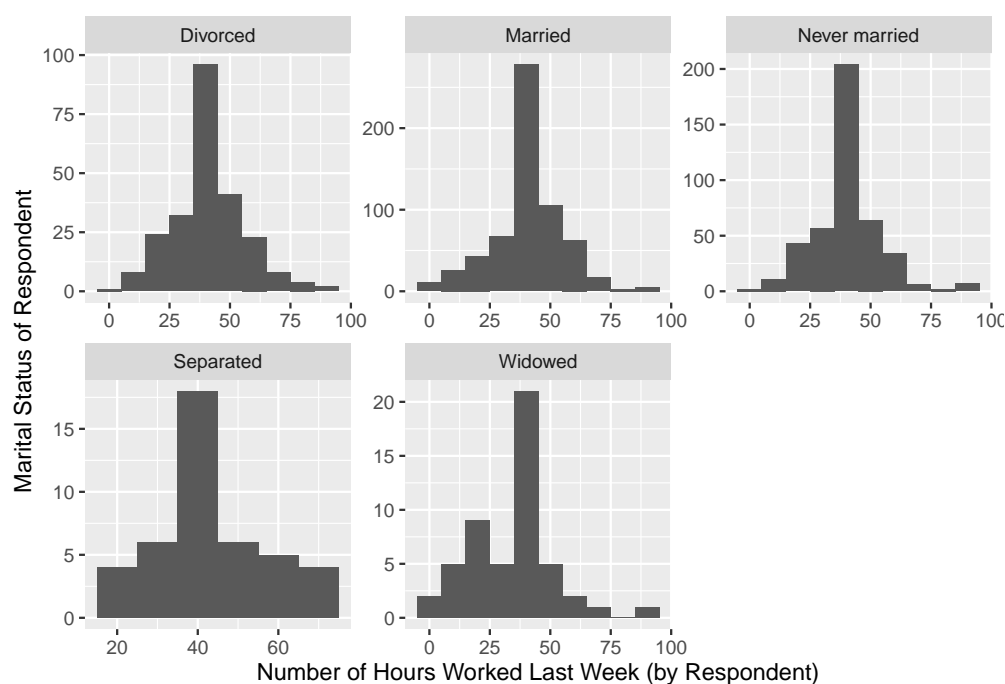 Divorced
Married
Never married
100
75
50
25
0
200
100
0
200
150
100
50
0
0 25 50 75 100
0 25 50 75 100
0 25 50 75 100
Separated
Widowed
15
10
5
0
20
15
10
5
0
20 40 60
0 25 50 75 100
Marital Status of Respondent
Number of Hours Worked Last Week (by Respondent)